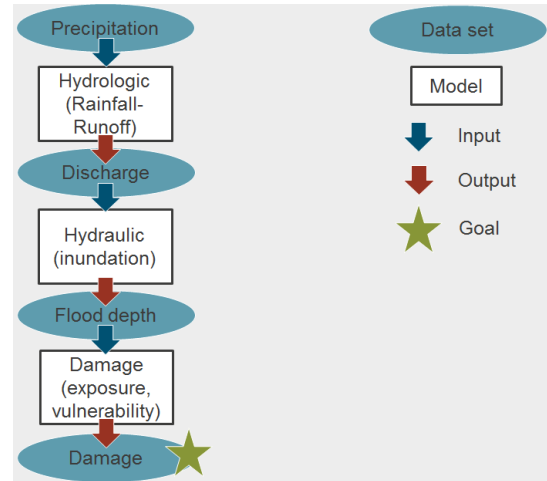 Precipitation
Hydrologic
(Rainfall-
Runoff)
Discharge
Hydraulic
(inundation)
Flood depth
Damage
(exposure,
vulnerability)
Damage
Data set
Model
Input
Output
Goal